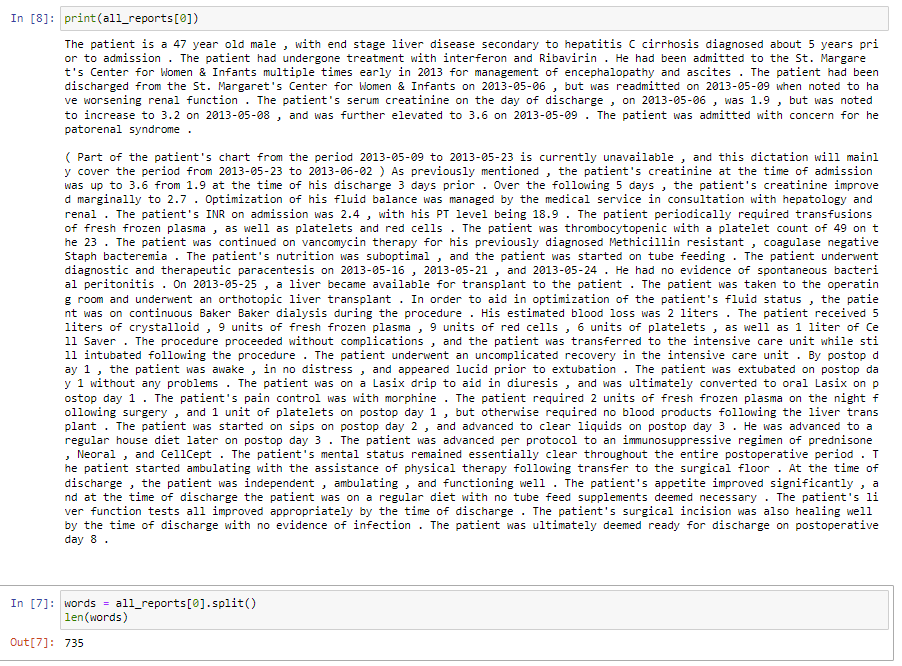 In [8]: print(all_reports[0])
The patient is a 47 year old male , with end stage liver disease secondary to hepatitis C cirrhosis diagnosed about 5 years pri
or to admission . The patient had undergone treatment with interferon and Ribavirin . He had been admitted to the St. Margare
t's Center for Women & Infants multiple times early in 2013 for management of encephalopathy and ascites . The patient had been
discharged from the St. Margaret's Center for Women & Infants on 2013-05-06 , but was readmitted on 2013-05-09 when noted to ha
ve worsening renal function . The patient's serum creatinine on the day of discharge , on 2013-05-06 , was 1.9 , but was noted
to increase to 3.2 on 2013-05-08 , and was further elevated to 3.6 on 2013-05-09 . The patient was admitted with concern for he
patorenal syndrome .
( Part of the patient's chart from the period 2013-05-09 to 2013-05-23 is currently unavailable , and this dictation will mainl
y cover the period from 2013-05-23 to 2013-06-02 ) As previously mentioned , the patient's creatinine at the time of admission
was up to 3.6 from 1.9 at the time of his discharge 3 days prior . Over the following 5 days , the patient's creatinine improve
d marginally to 2.7 . Optimization of his fluid balance was managed by the medical service in consultation with hepatology and
renal . The patient's INR on admission was 2.4 , with his PT level being 18.9 . The patient periodically required transfusions
of fresh frozen plasma , as well as platelets and red cells . The patient was thrombocytopenic with a platelet count of 49 on t
he 23 . The patient was continued on vancomycin therapy for his previously diagnosed Methicillin resistant , coagulase negative
Staph bacteremia . The patient's nutrition was suboptimal , and the patient was started on tube feeding . The patient underwent
diagnostic and therapeutic paracentesis on 2013-05-16 , 2013-05-21 , and 2013-05-24 . He had no evidence of spontaneous bacteri
al peritonitis . On 2013-05-25 , a liver became available for transplant to the patient . The patient was taken to the operatin
g room and underwent an orthotopic liver transplant . In order to aid in optimization of the patient's fluid status , the patie
nt was on continuous Baker Baker dialysis during the procedure . His estimated blood loss was 2 liters . The patient received 5
liters of crystalloid , 9 units of fresh frozen plasma , 9 units of red cells , 6 units of platelets , as well as 1 liter of Ce
ll Saver . The procedure proceeded without complications , and the patient was transferred to the intensive care unit while sti
ll intubated following the procedure . The patient underwent an uncomplicated recovery in the intensive care unit . By postop d
ay 1 , the patient was awake , in no distress , and appeared lucid prior to extubation . The patient was extubated on postop da
y 1 without any problems . The patient was on a Lasix drip to aid in diuresis , and was ultimately converted to oral Lasix on p
ostop day 1 . The patient's pain control was with morphine . The patient required 2 units of fresh frozen plasma on the night f
ollowing surgery , and 1 unit of platelets on postop day 1 , but otherwise required no blood products following the liver trans
plant . The patient was started on sips on postop day 2 , and advanced to clear liquids on postop day 3 . He was advanced to a
regular house diet later on postop day 3 . The patient was advanced per protocol to an immunosuppressive regimen of prednisone
, Neoral , and CellCept . The patient's mental status remained essentially clear throughout the entire postoperative period . T
he patient started ambulating with the assistance of physical therapy following transfer to the surgical floor . At the time of
discharge , the patient was independent , ambulating , and functioning well . The patient's appetite improved significantly , a
nd at the time of discharge the patient was on a regular diet with no tube feed supplements deemed necessary . The patient's li
ver function tests all improved appropriately by the time of discharge . The patient's surgical incision was also healing well
by the time of discharge with no evidence of infection . The patient was ultimately deemed ready for discharge on postoperative
day 8 .
In [7]: words = all_reports[0].split()
len(words)
Out[7]: 735